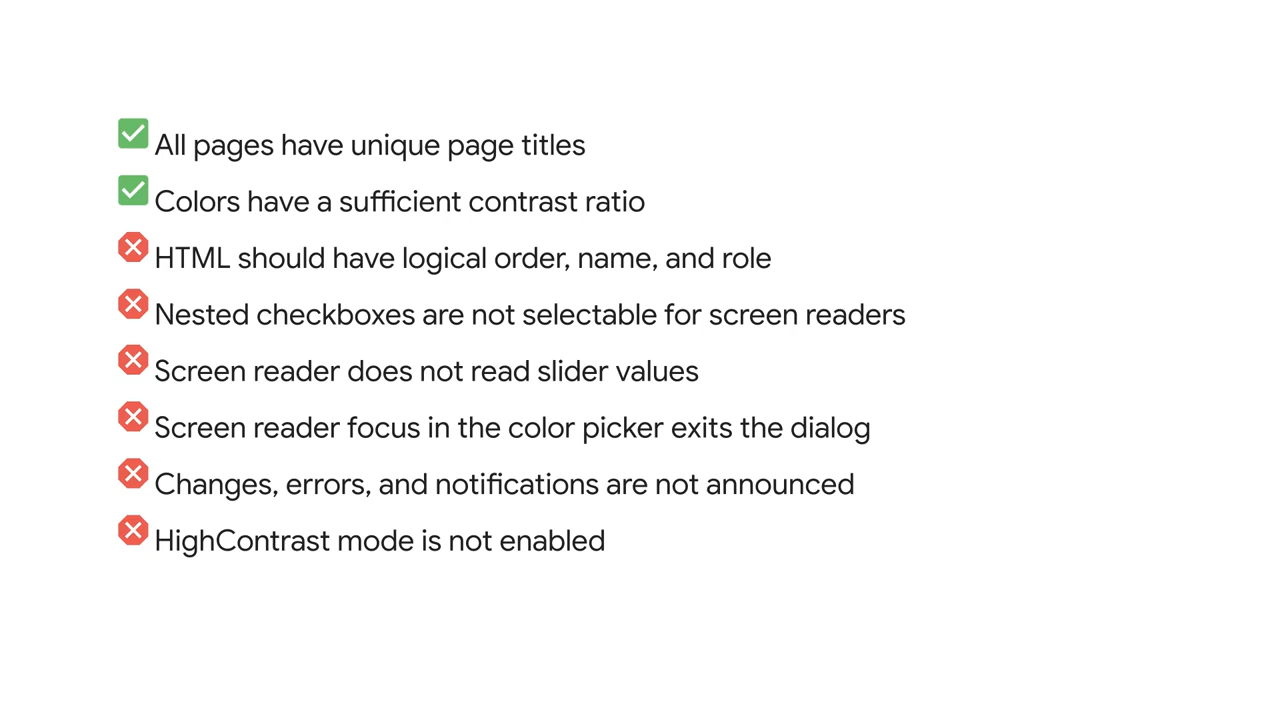 All pages have unique page titles
Colors have a sufficient contrast ratio
HTML should have logical order, name, and role
Nested checkboxes are not selectable for screen readers
Screen reader does not read slider values
Screen reader focus in the color picker exits the dialog
Changes, errors, and notifications are not announced
HighContrast mode is not enabled